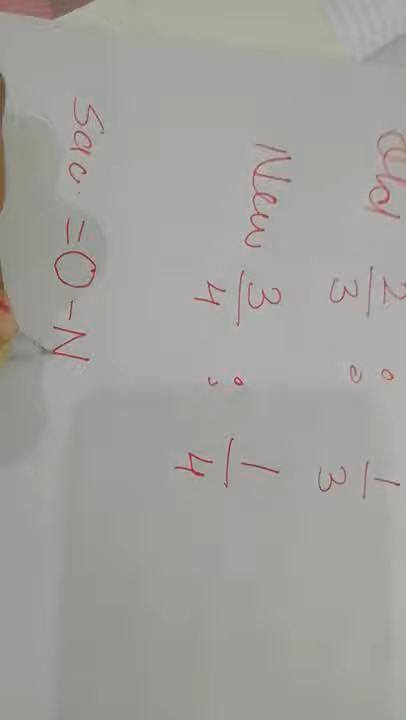 Old 2/3 : 1/3
New 3/4 : 1/4
Sac. = O - N